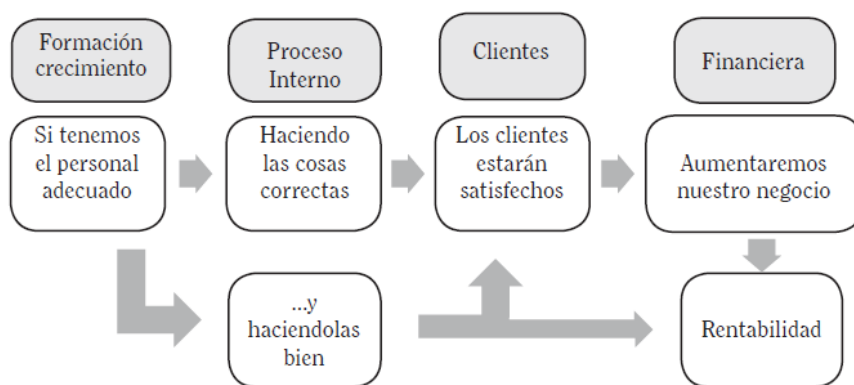 Formación
crecimiento
Proceso
Interno
Clientes
Financiera
Si tenemos
el personal
adecuado
Haciendo
las cosas
correctas
Los clientes
estarán
satisfechos
Aumentaremos
nuestro negocio
...y
haciendolas
bien
Rentabilidad